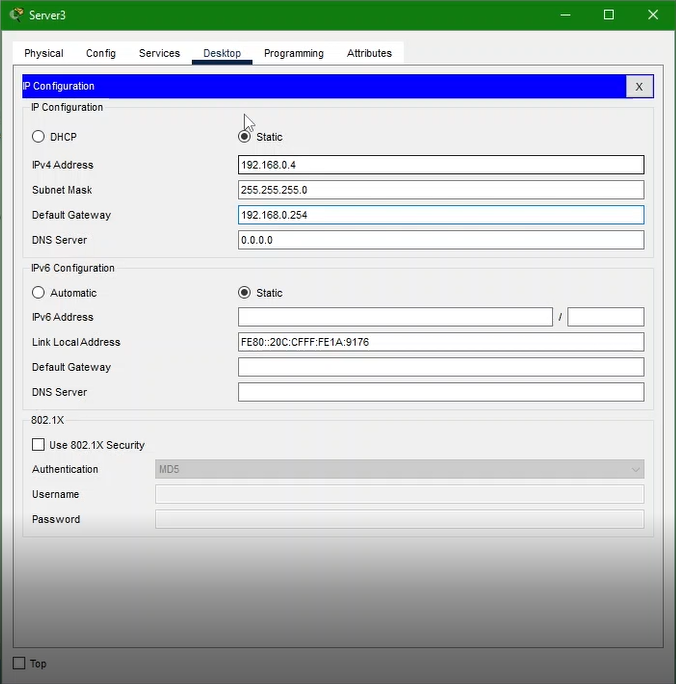 Server3
Physical Config Services Desktop Programming Attributes
IP Configuration X
IP Configuration
DHCP Static
IPv4 Address 192.168.0.4
Subnet Mask 255.255.255.0
Default Gateway 192.168.0.254
DNS Server 0.0.0.0
IPv6 Configuration
Automatic Static
IPv6 Address /
Link Local Address FE80::20C:CFFF:FE1A:9176
Default Gateway
DNS Server
802.1X
Use 802.1X Security
Authentication MD5
Username
Password
Top